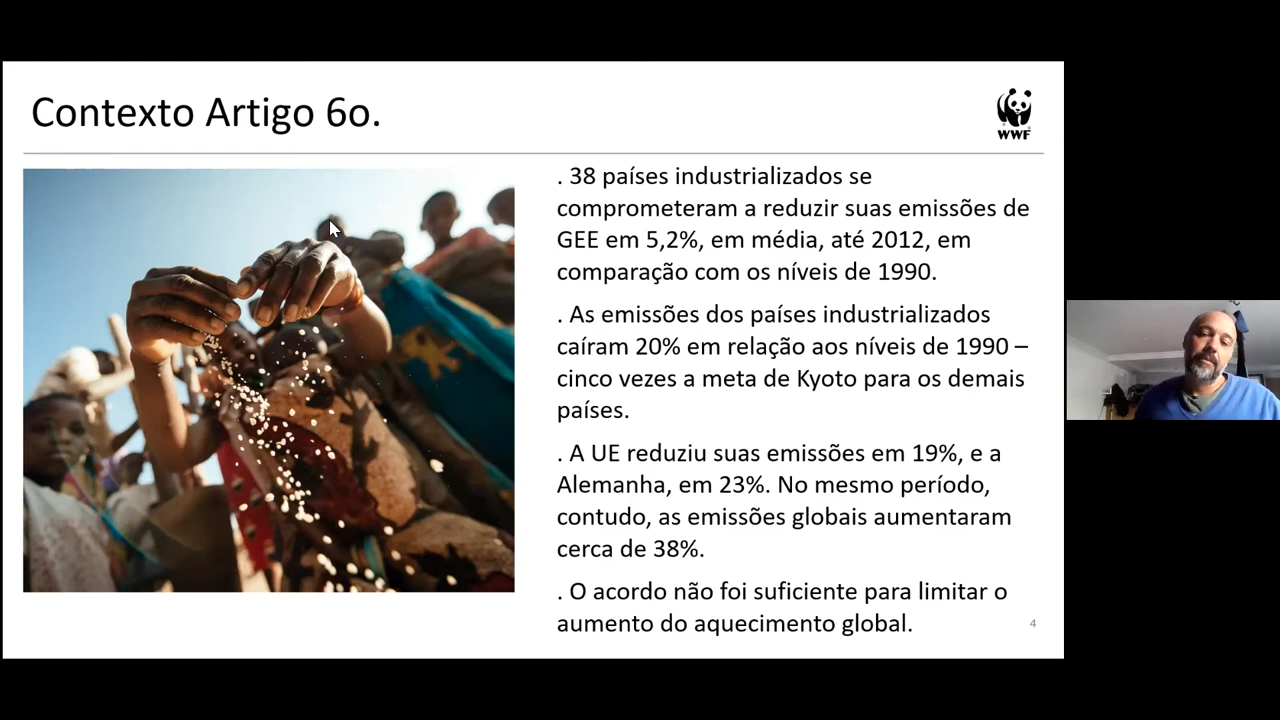 Contexto Artigo 6o.
WWF
. 38 países industrializados se
comprometeram a reduzir suas emissões de
GEE em 5,2%, em média, até 2012, em
comparação com os níveis de 1990.
. As emissões dos países industrializados
caíram 20% em relação aos níveis de 1990 –
cinco vezes a meta de Kyoto para os demais
países.
. A UE reduziu suas emissões em 19%, e a
Alemanha, em 23%. No mesmo período,
contudo, as emissões globais aumentaram
cerca de 38%.
. O acordo não foi suficiente para limitar o
aumento do aquecimento global.
4